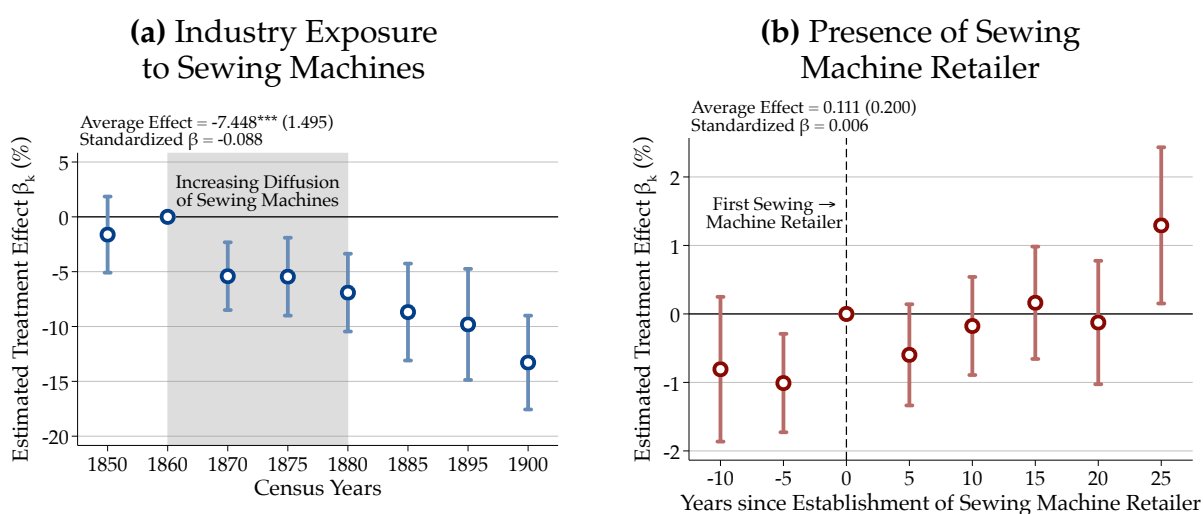 (a) Industry Exposure
to Sewing Machines
Average Effect = -7.448*** (1.495)
Standardized β = -0.088
Estimated Treatment Effect βk (%)
5
0
-5
-10
-15
-20
Increasing Diffusion
of Sewing Machines
1850 1860 1870 1875 1880 1885 1895 1900
Census Years
(b) Presence of Sewing
Machine Retailer
Average Effect = 0.111 (0.200)
Standardized β = 0.006
Estimated Treatment Effect βk (%)
2
1
0
-1
-2
First Sewing →
Machine Retailer
-10 -5 0 5 10 15 20 25
Years since Establishment of Sewing Machine Retailer